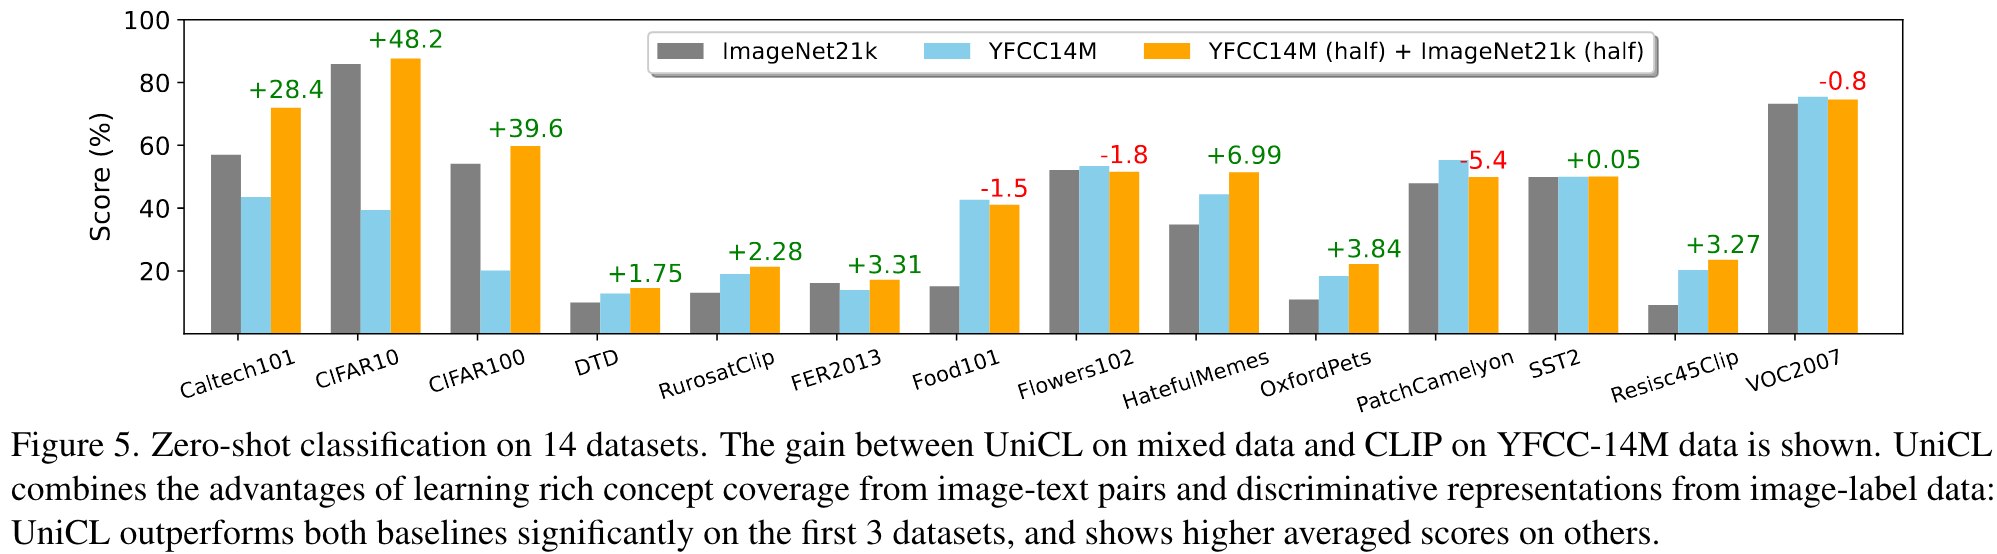 100
80
60
40
20
Score (%)
ImageNet21k YFCC14M YFCC14M (half) + ImageNet21k (half)
+28.4 +48.2 +39.6 +1.75 +2.28 +3.31 -1.5 -1.8 +6.99 +3.84 -5.4 +0.05 +3.27 -0.8
Caltech101 CIFAR10 CIFAR100 DTD RurosatClip FER2013 Food101 Flowers102 HatefulMemes OxfordPets PatchCamelyon SST2 Resisc45Clip VOC2007
Figure 5. Zero-shot classification on 14 datasets. The gain between UniCL on mixed data and CLIP on YFCC-14M data is shown. UniCL
combines the advantages of learning rich concept coverage from image-text pairs and discriminative representations from image-label data:
UniCL outperforms both baselines significantly on the first 3 datasets, and shows higher averaged scores on others.